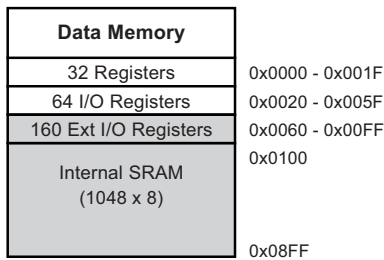 Data Memory
32 Registers
0x0000 - 0x001F
64 I/O Registers
0x0020 - 0x005F
160 Ext I/O Registers
0x0060 - 0x00FF
0x0100
Internal SRAM
(1048 x 8)
0x08FF